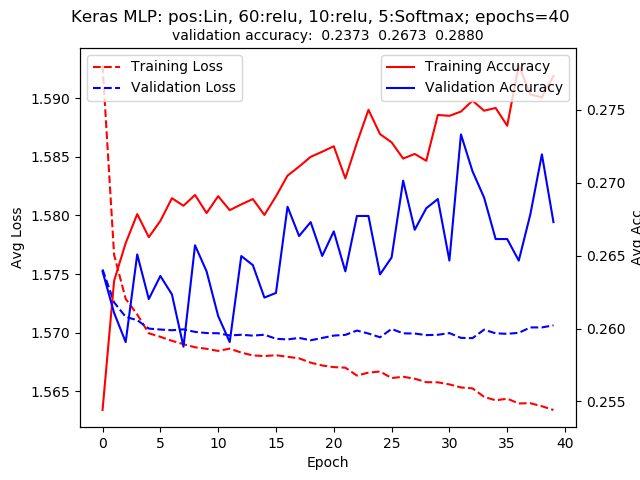 Keras MLP: pos:Lin, 60:relu, 10:relu, 5:Softmax; epochs=40
validation accuracy:  0.2373  0.2673  0.2880
Training Loss
Validation Loss
Training Accuracy
Validation Accuracy
1.590
1.585
1.580
1.575
1.570
1.565
Avg Loss
0.275
0.270
0.265
0.260
0.255
Avg Acc
0 5 10 15 20 25 30 35 40
Epoch